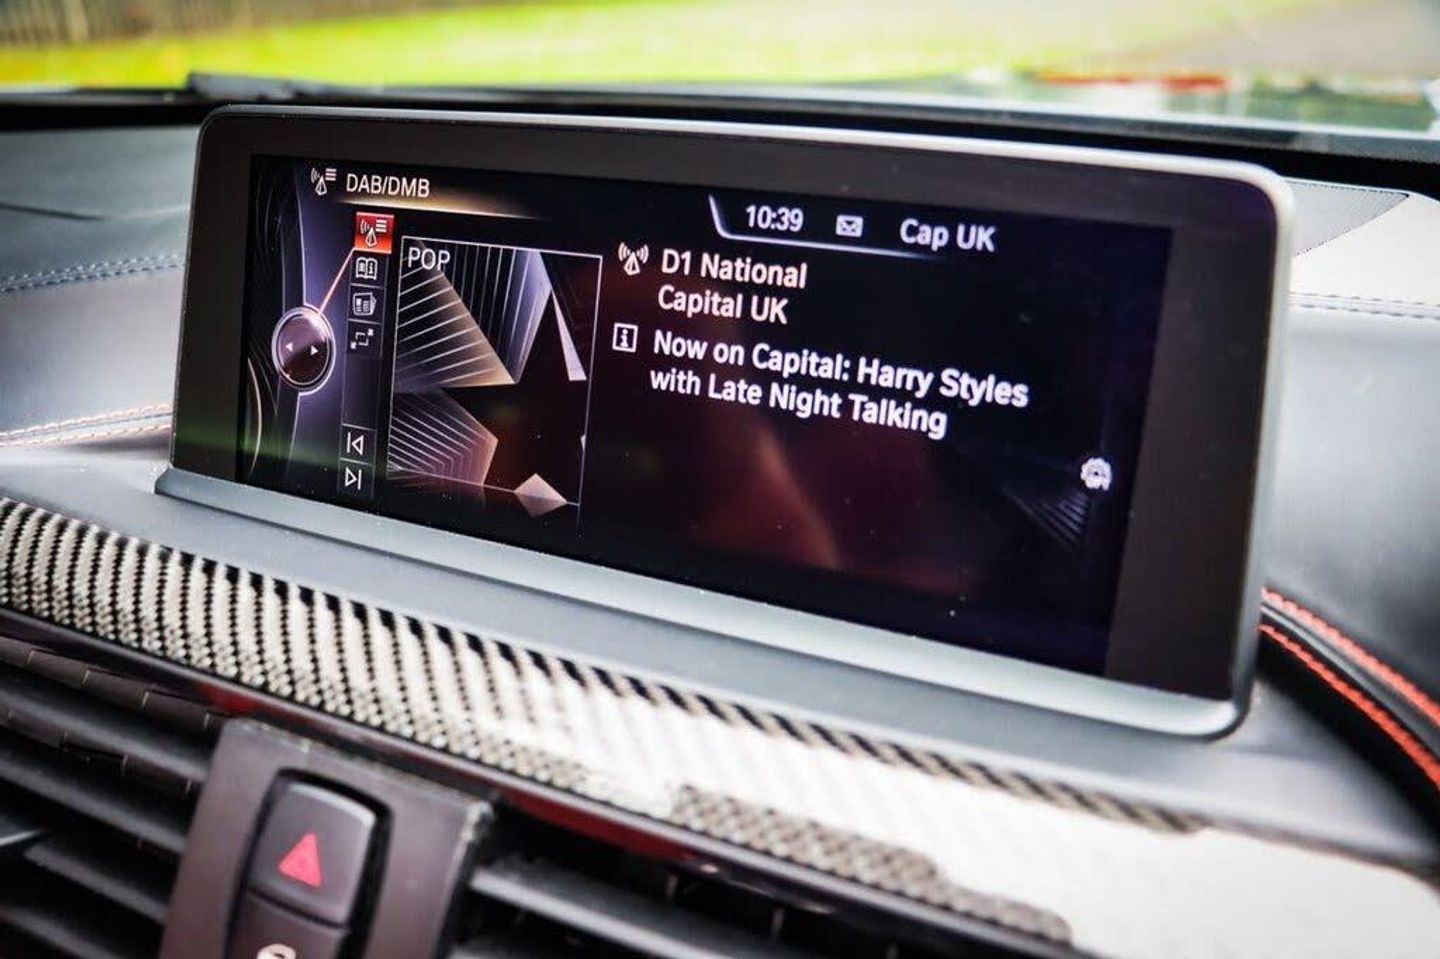 DAB/DMB
10:39
Cap UK
POP
D1 National
Capital UK
Now on Capital: Harry Styles
with Late Night Talking